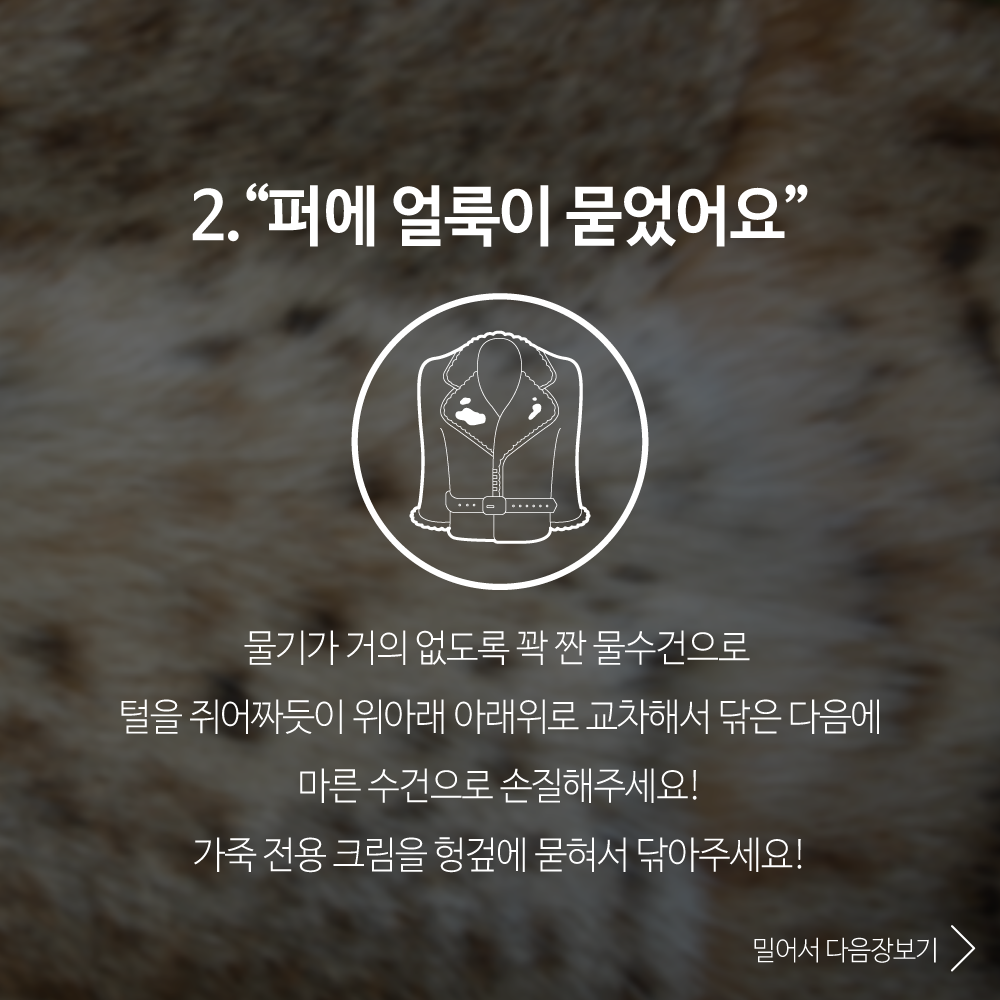 2. “퍼에 얼룩이 묻었어요”
물기가 거의 없도록 꽉 짠 물수건으로
털을 쥐어짜듯이 위아래 아래위로 교차해서 닦은 다음에
마른 수건으로 손질해주세요!
가죽 전용 크림을 헝겊에 묻혀서 닦아주세요!
밀어서 다음장보기